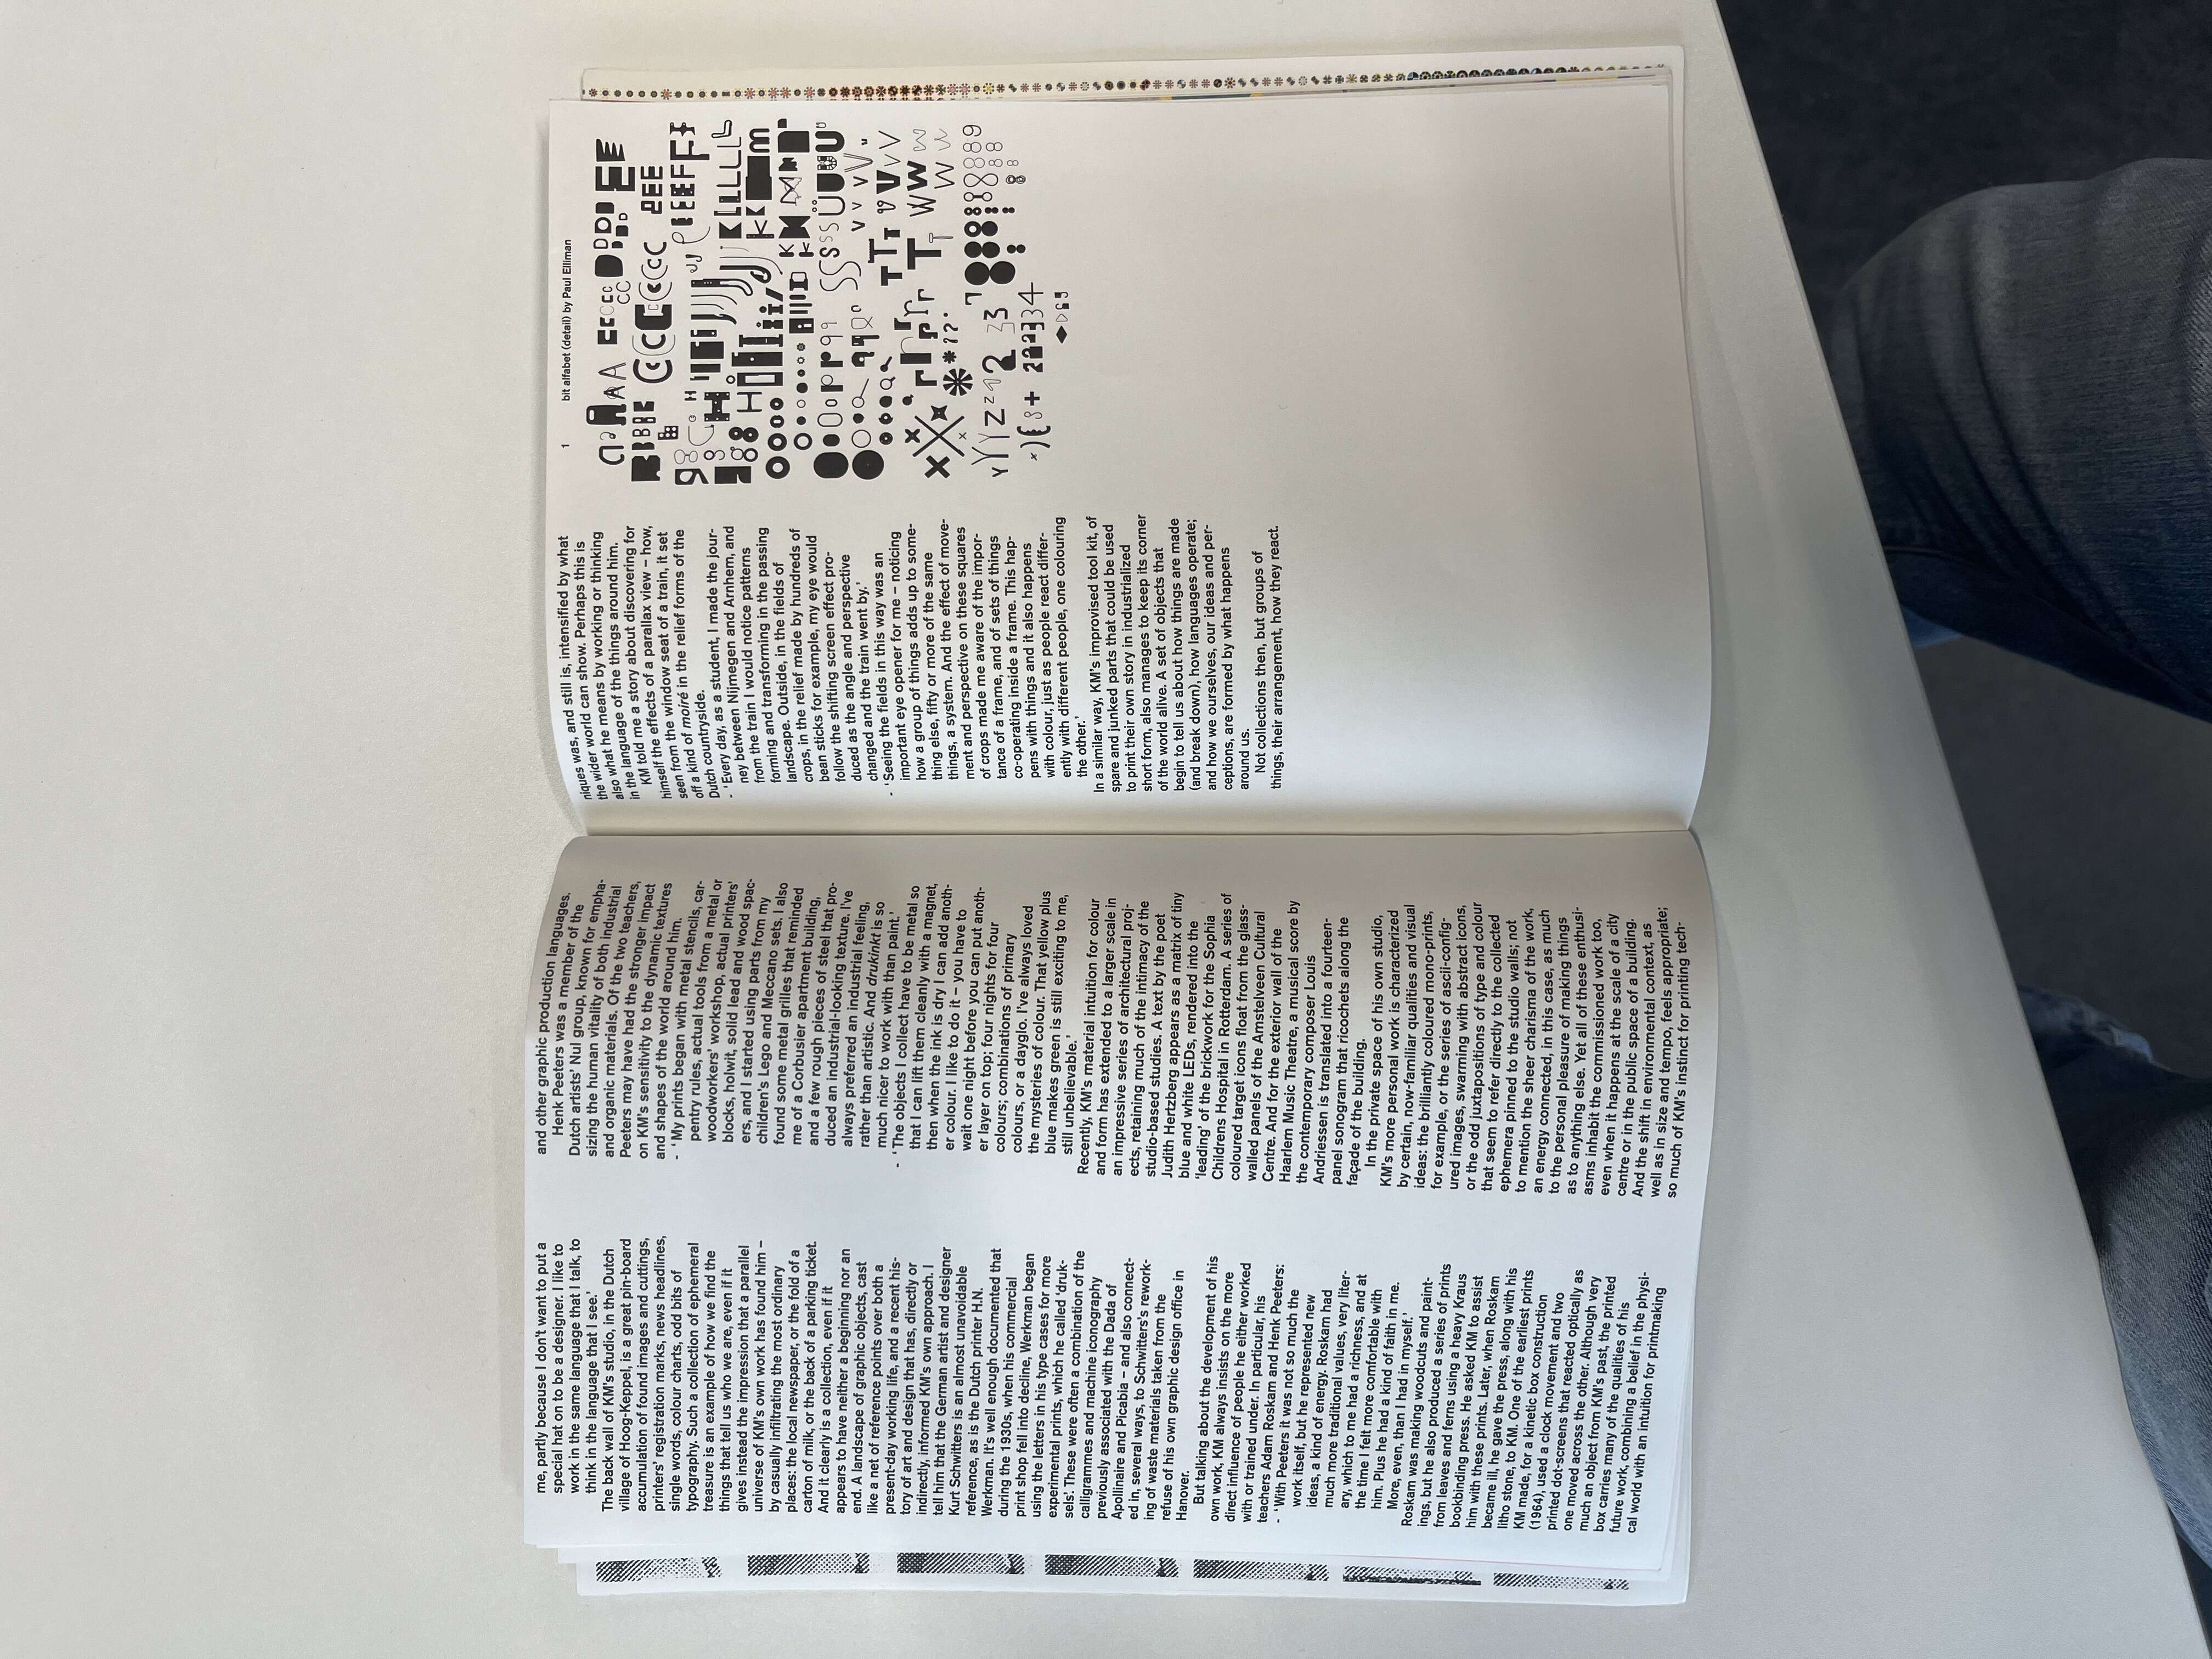 me, partly because I don't want to put a
special hat on to be a designer. I like to
work in the same language that I talk, to
think in the language that I see.'
The back wall of KM's studio, in the Dutch
village of Hoog-Keppel, is a great pin-board
accumulation of found images and cuttings,
printers' registration marks, news headlines,
single words, colour charts, odd bits of
typography. Such a collection of ephemeral
treasure is an example of how we find the
things that tell us who we are, even if it
gives instead the impression that a parallel
universe of KM's own work has found him –
by casually infiltrating the most ordinary
places: the local newspaper, or the fold of a
carton of milk, or the back of a parking ticket.
And it clearly is a collection, even if it
appears to have neither a beginning nor an
end. A landscape of graphic objects, cast
like a net of reference points over both a
present-day working life, and a recent his-
tory of art and design that has, directly or
indirectly, informed KM's own approach. I
tell him that the German artist and designer
Kurt Schwitters is an almost unavoidable
reference, as is the Dutch printer H.N.
Werkman. It's well enough documented that
during the 1930s, when his commercial
print shop fell into decline, Werkman began
using the letters in his type cases for more
experimental prints, which he called 'druk-
sels'. These were often a combination of the
calligrammes and machine iconography
previously associated with the Dada of
Apollinaire and Picabia – and also connect-
ed in, several ways, to Schwitters's rework-
ing of waste materials taken from the
refuse of his own graphic design office in
Hanover.
But talking about the development of his
own work, KM always insists on the more
direct influence of people he either worked
with or trained under. In particular, his
teachers Adam Roskam and Henk Peeters:
- 'With Peeters it was not so much the
work itself, but he represented new
ideas, a kind of energy. Roskam had
much more traditional values, very liter-
ary, which to me had a richness, and at
the time I felt more comfortable with
him. Plus he had a kind of faith in me.
More, even, than I had in myself.'
Roskam was making woodcuts and paint-
ings, but he also produced a series of prints
from leaves and ferns using a heavy Kraus
bookbinding press. He asked KM to assist
him with these prints. Later, when Roskam
became ill, he gave the press, along with his
litho stone, to KM. One of the earliest prints
KM made, for a kinetic box construction
(1964), used a clock movement and two
printed dot-screens that reacted optically as
one moved across the other. Although very
much an object from KM's past, the printed
box carries many of the qualities of his
future work, combining a belief in the physi-
cal world with an intuition for printmaking
and other graphic production languages.
Henk Peeters was a member of the
Dutch artists' Nul group, known for empha-
sizing the human vitality of both industrial
and organic materials. Of the two teachers,
Peeters may have had the stronger impact
on KM's sensitivity to the dynamic textures
and shapes of the world around him.
- 'My prints began with metal stencils, car-
pentry rules, actual tools from a metal or
woodworkers' workshop, actual printers'
blocks, holwit, solid lead and wood spac-
ers, and I started using parts from my
children's Lego and Meccano sets. I also
found some metal grilles that reminded
me of a Corbusier apartment building,
and a few rough pieces of steel that pro-
duced an industrial-looking texture. I've
always preferred an industrial feeling,
rather than artistic. And drukinkt is so
much nicer to work with than paint.'
- 'The objects I collect have to be metal so
that I can lift them cleanly with a magnet,
then when the ink is dry I can add anoth-
er colour. I like to do it – you have to
wait one night before you can put anoth-
er layer on top; four nights for four
colours; combinations of primary
colours, or a dayglo. I've always loved
the mysteries of colour. That yellow plus
blue makes green is still exciting to me,
still unbelievable.'
Recently, KM's material intuition for colour
and form has extended to a larger scale in
an impressive series of architectural proj-
ects, retaining much of the intimacy of the
studio-based studies. A text by the poet
Judith Hertzberg appears as a matrix of tiny
blue and white LEDs, rendered into the
'leading' of the brickwork for the Sophia
Childrens Hospital in Rotterdam. A series of
coloured target icons float from the glass-
walled panels of the Amstelveen Cultural
Centre. And for the exterior wall of the
Haarlem Music Theatre, a musical score by
the contemporary composer Louis
Andriessen is translated into a fourteen-
panel sonogram that ricochets along the
façade of the building.
In the private space of his own studio,
KM's more personal work is characterized
by certain, now-familiar qualities and visual
ideas: the brilliantly coloured mono-prints,
for example, or the series of ascii-config-
ured images, swarming with abstract icons,
or the odd juxtapositions of type and colour
that seem to refer directly to the collected
ephemera pinned to the studio walls; not
to mention the sheer charisma of the work,
an energy connected, in this case, as much
to the personal pleasure of making things
as to anything else. Yet all of these enthusi-
asms inhabit the commissioned work too,
even when it happens at the scale of a city
centre or in the public space of a building.
And the shift in environmental context, as
well as in size and tempo, feels appropriate;
so much of KM's instinct for printing tech-
niques was, and still is, intensified by what
the wider world can show. Perhaps this is
also what he means by working or thinking
in the language of the things around him.
KM told me a story about discovering for
himself the effects of a parallax view – how,
seen from the window seat of a train, it set
off a kind of moiré in the relief forms of the
Dutch countryside.
- 'Every day, as a student, I made the jour-
ney between Nijmegen and Arnhem, and
from the train I would notice patterns
forming and transforming in the passing
landscape. Outside, in the fields of
crops, in the relief made by hundreds of
bean sticks for example, my eye would
follow the shifting screen effect pro-
duced as the angle and perspective
changed and the train went by.'
- 'Seeing the fields in this way was an
important eye opener for me – noticing
how a group of things adds up to some-
thing else, fifty or more of the same
things, a system. And the effect of move-
ment and perspective on these squares
of crops made me aware of the impor-
tance of a frame, and of sets of things
co-operating inside a frame. This hap-
pens with things and it also happens
with colour, just as people react differ-
ently with different people, one colouring
the other.'
In a similar way, KM's improvised tool kit, of
spare and junked parts that could be used
to print their own story in industrialized
short form, also manages to keep its corner
of the world alive. A set of objects that
begin to tell us about how things are made
(and break down), how languages operate;
and how we ourselves, our ideas and per-
ceptions, are formed by what happens
around us.
Not collections then, but groups of
things, their arrangement, how they react.
1 bit alfabet (detail) by Paul Elliman